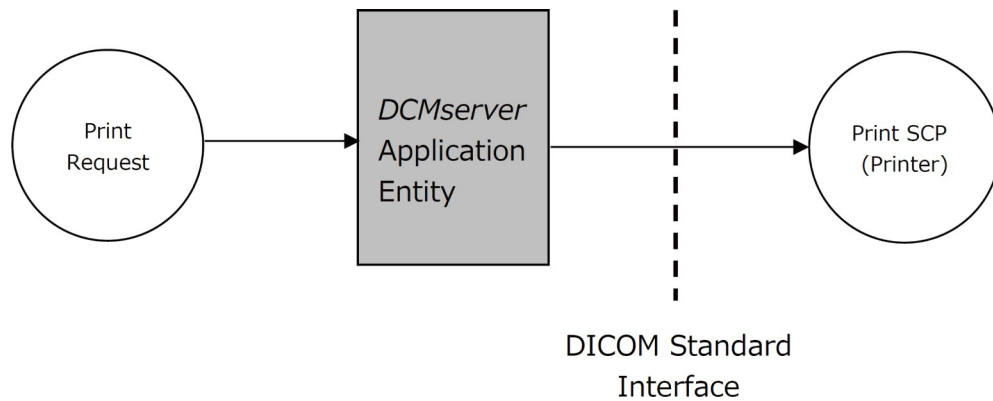 Print
Request
DCMserver
Application
Entity
Print SCP
(Printer)
DICOM Standard
Interface